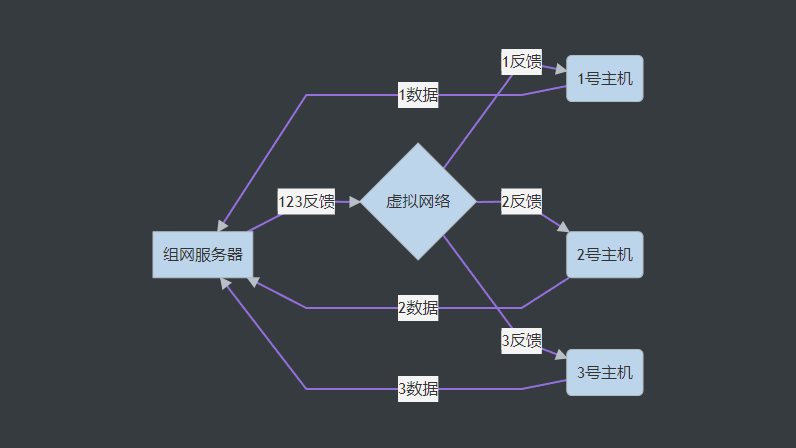 1反馈
1号主机
1数据
123反馈
虚拟网络
2反馈
组网服务器
2号主机
2数据
3反馈
3号主机
3数据